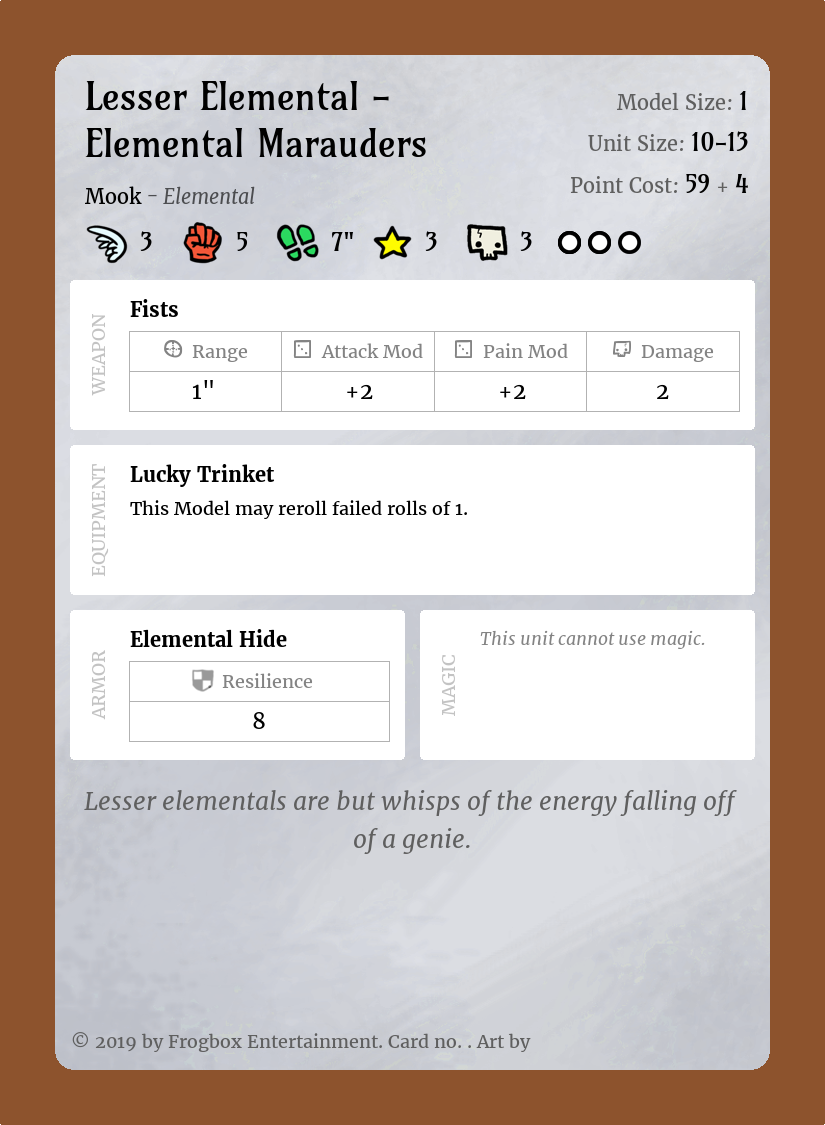 Lesser Elemental –
Elemental Marauders
Model Size: 1
Unit Size: 10–13
Point Cost: 59 + 4
Mook – Elemental
3 5 7" 3 3
WEAPON
Fists
Range Attack Mod Pain Mod Damage
1" +2 +2 2
EQUIPMENT
Lucky Trinket
This Model may reroll failed rolls of 1.
ARMOR
Elemental Hide
Resilience
8
MAGIC
This unit cannot use magic.
Lesser elementals are but whisps of the energy falling off
of a genie.
© 2019 by Frogbox Entertainment. Card no. . Art by